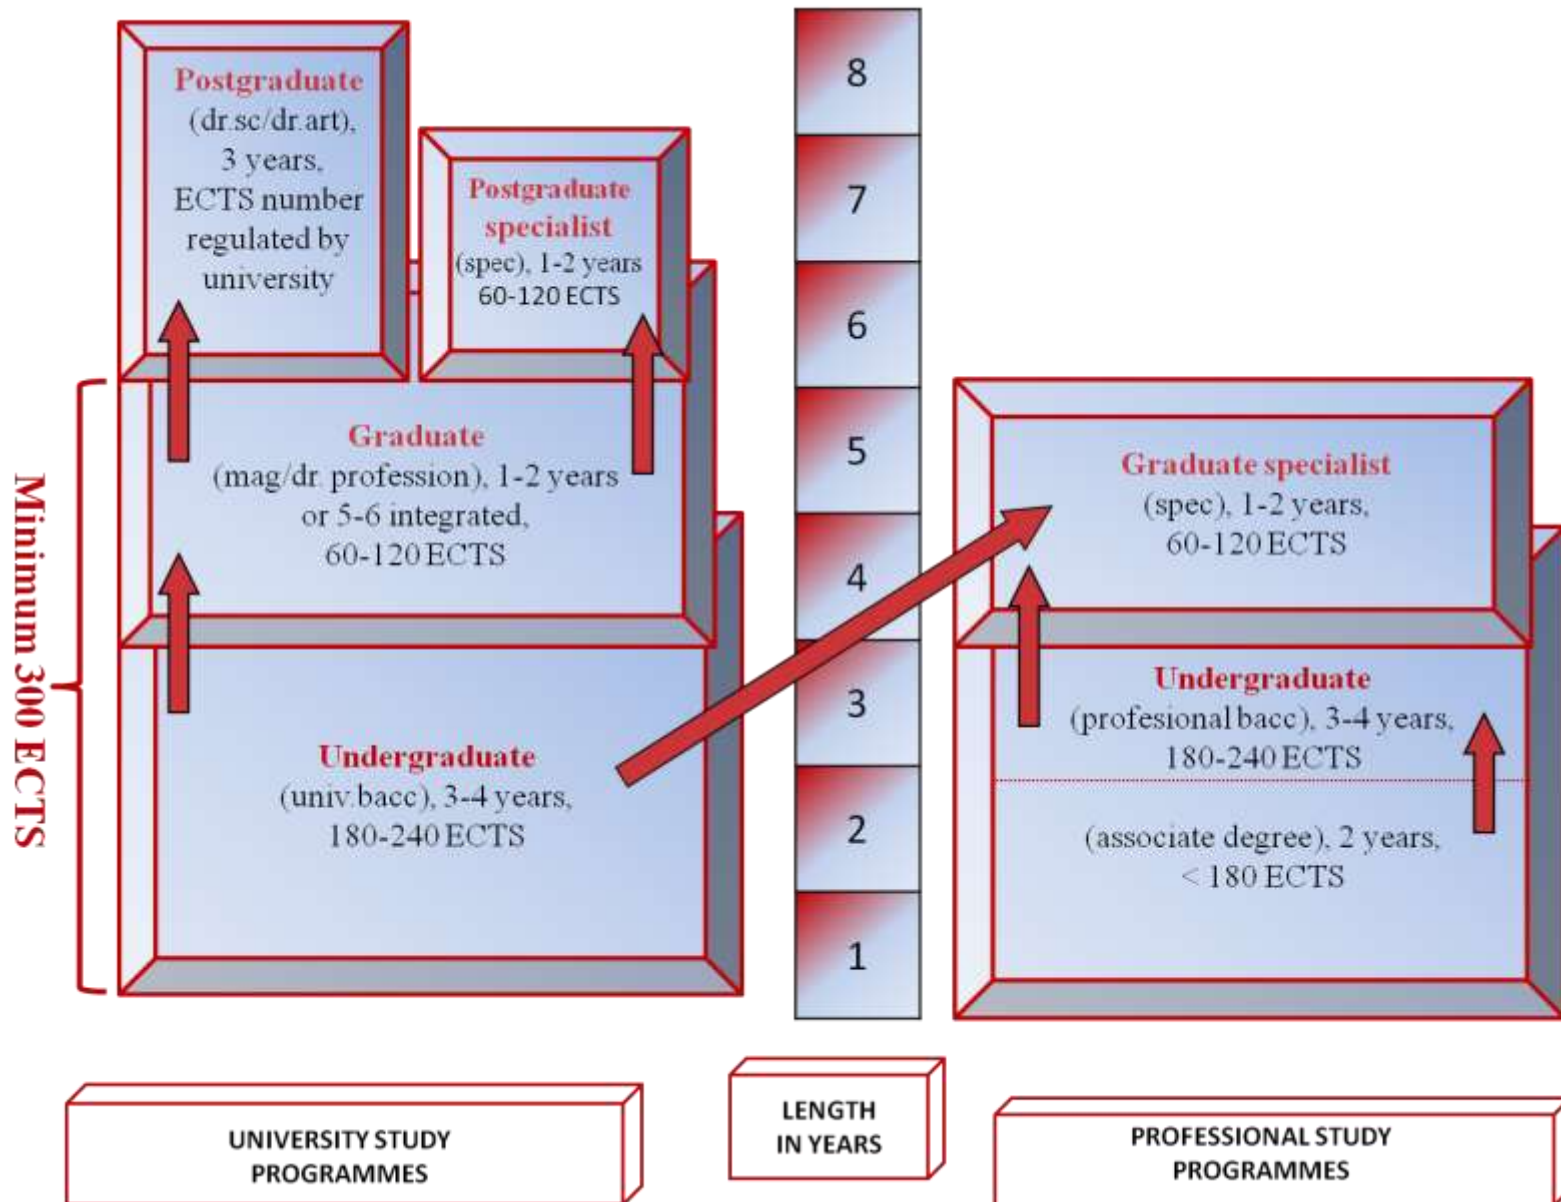 Postgraduate
(dr.sc/dr.art),
3 years,
ECTS number
regulated by
university
Postgraduate
specialist
(spec), 1-2 years
60-120 ECTS
Graduate
(mag/dr. profession), 1-2 years
or 5-6 integrated,
60-120 ECTS
Undergraduate
(univ.bacc), 3-4 years,
180-240 ECTS
Minimum 300 ECTS
8
7
6
5
4
3
2
1
Graduate specialist
(spec), 1-2 years,
60-120 ECTS
Undergraduate
(profesional bacc), 3-4 years,
180-240 ECTS
(associate degree), 2 years,
< 180 ECTS
UNIVERSITY STUDY
PROGRAMMES
LENGTH
IN YEARS
PROFESSIONAL STUDY
PROGRAMMES